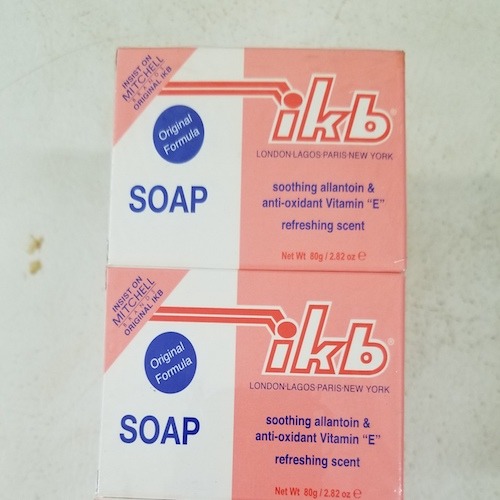 INSIST ON
MITCHELL
BRANDS
ORIGINAL IKB
Original
Formula
SOAP
ikb®
LONDON·LAGOS·PARIS·NEW YORK
soothing allantoin &
anti-oxidant Vitamin “E”
refreshing scent
Net Wt 80g / 2.82 oz ℮
INSIST ON
MITCHELL
BRANDS
ORIGINAL IKB
Original
Formula
SOAP
ikb®
LONDON·LAGOS·PARIS·NEW YORK
soothing allantoin &
anti-oxidant Vitamin “E”
refreshing scent
Net Wt 80g / 2.82 oz ℮